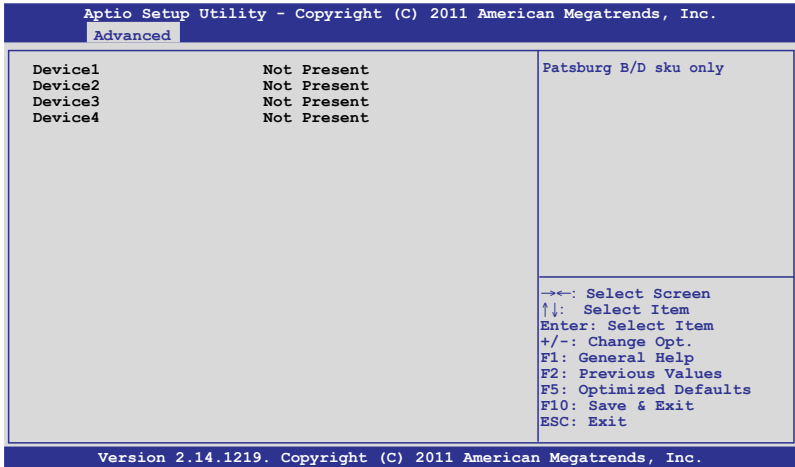 Aptio Setup Utility - Copyright (C) 2011 American Megatrends, Inc.
Advanced
Device1 Not Present
Device2 Not Present
Device3 Not Present
Device4 Not Present
Patsburg B/D sku only
→←: Select Screen
↑↓: Select Item
Enter: Select Item
+/-: Change Opt.
F1: General Help
F2: Previous Values
F5: Optimized Defaults
F10: Save & Exit
ESC: Exit
Version 2.14.1219. Copyright (C) 2011 American Megatrends, Inc.